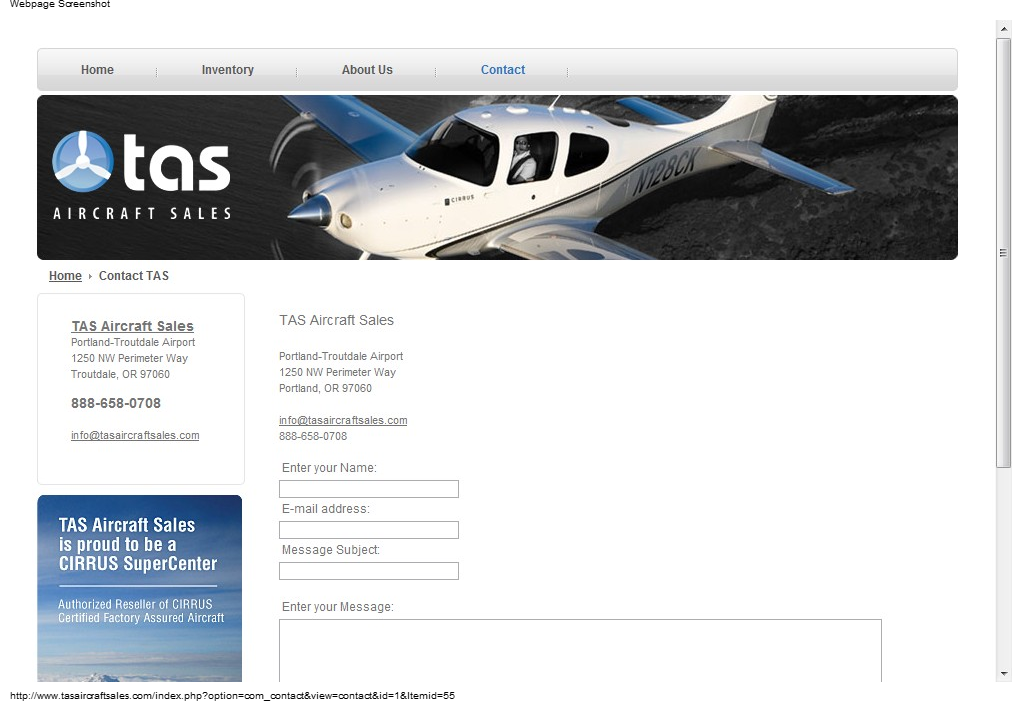 Webpage Screenshot
Home Inventory About Us Contact
tas
AIRCRAFT SALES
CIRRUS
N128CK
Home Contact TAS
TAS Aircraft Sales
Portland-Troutdale Airport
1250 NW Perimeter Way
Troutdale, OR 97060
888-658-0708
info@tasaircraftsales.com
TAS Aircraft Sales
is proud to be a
CIRRUS SuperCenter
Authorized Reseller of CIRRUS
Certified Factory Assured Aircraft
TAS Aircraft Sales
Portland-Troutdale Airport
1250 NW Perimeter Way
Portland, OR 97060
info@tasaircraftsales.com
888-658-0708
Enter your Name:
E-mail address:
Message Subject:
Enter your Message:
http://www.tasaircraftsales.com/index.php?option=com_contact&view=contact&id=1&Itemid=55